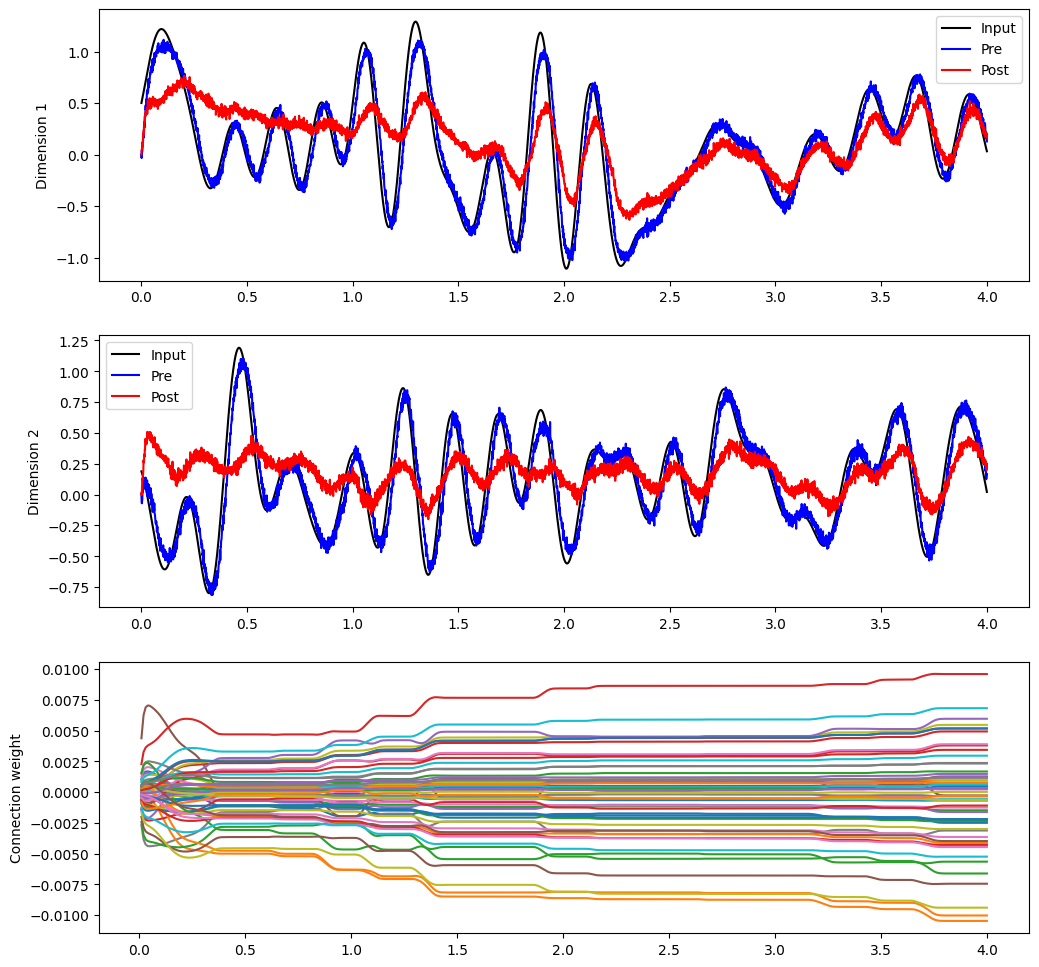 Dimension 1
1.0
0.5
0.0
−0.5
−1.0
Input
Pre
Post
0.0 0.5 1.0 1.5 2.0 2.5 3.0 3.5 4.0
Dimension 2
1.25
1.00
0.75
0.50
0.25
0.00
−0.25
−0.50
−0.75
Input
Pre
Post
0.0 0.5 1.0 1.5 2.0 2.5 3.0 3.5 4.0
Connection weight
0.0100
0.0075
0.0050
0.0025
0.0000
−0.0025
−0.0050
−0.0075
−0.0100
0.0 0.5 1.0 1.5 2.0 2.5 3.0 3.5 4.0